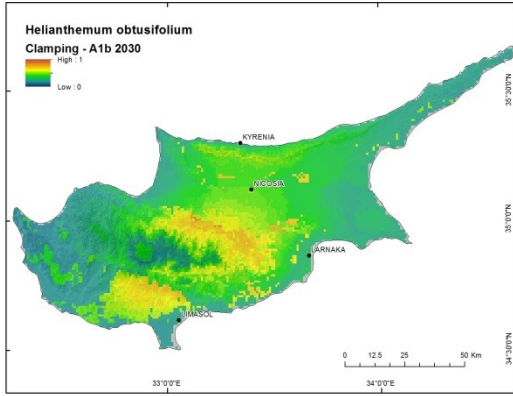 Helianthemum obtusifolium
Clamping - A1b 2030
High : 1
Low : 0
KYRENIA
NICOSIA
LARNAKA
LIMASOL
35°30'0"N
35°0'0"N
34°30'0"N
0 12.5 25 50 Km
33°0'0"E
34°0'0"E